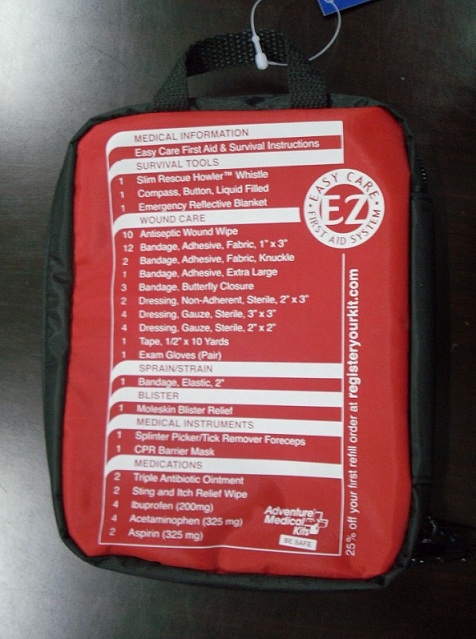 MEDICAL INFORMATION
Easy Care First Aid & Survival Instructions
SURVIVAL TOOLS
1 Slim Rescue Howler™ Whistle
1 Compass, Button, Liquid Filled
1 Emergency Reflective Blanket
WOUND CARE
10 Antiseptic Wound Wipe
12 Bandage, Adhesive, Fabric, 1" x 3"
2 Bandage, Adhesive, Fabric, Knuckle
1 Bandage, Adhesive, Extra Large
3 Bandage, Butterfly Closure
2 Dressing, Non-Adherent, Sterile, 2" x 3"
4 Dressing, Gauze, Sterile, 3" x 3"
4 Dressing, Gauze, Sterile, 2" x 2"
1 Tape, 1/2" x 10 Yards
1 Exam Gloves (Pair)
SPRAIN/STRAIN
1 Bandage, Elastic, 2"
BLISTER
1 Moleskin Blister Relief
MEDICAL INSTRUMENTS
1 Splinter Picker/Tick Remover Foreceps
1 CPR Barrier Mask
MEDICATIONS
2 Triple Antibiotic Ointment
2 Sting and Itch Relief Wipe
4 Ibuprofen (200mg)
4 Acetaminophen (325 mg)
2 Aspirin (325 mg)
EASY CARE
EZ
FIRST AID SYSTEM
25% off your first refill order at registeryourkit.com
Adventure
Medical
Kits
BE SAFE